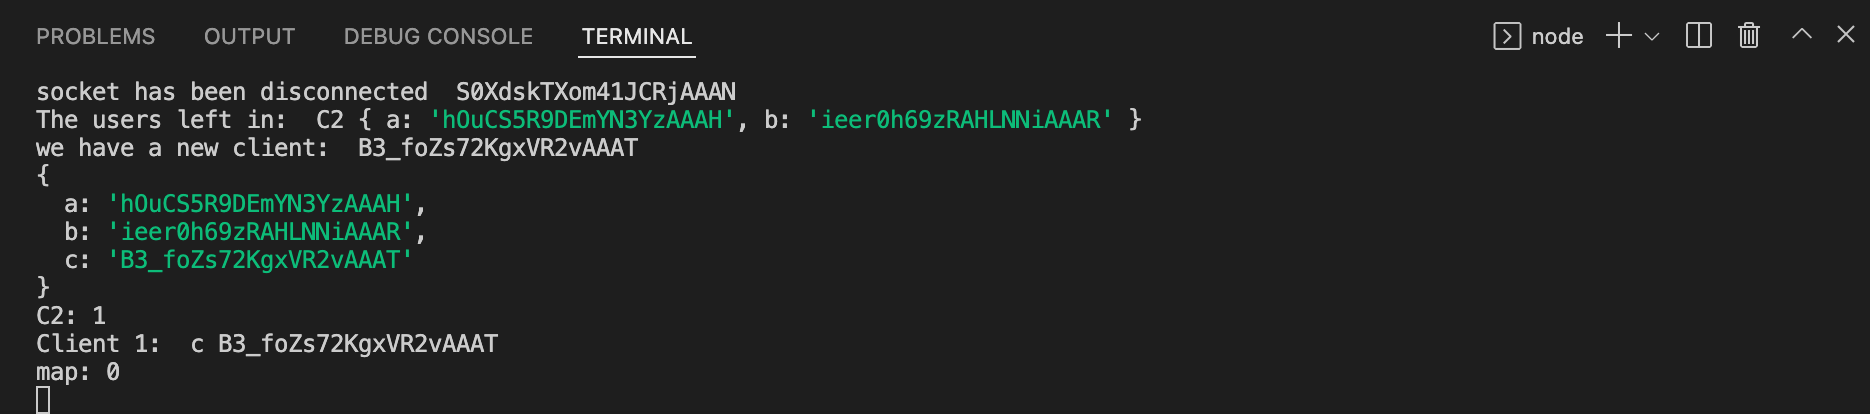 PROBLEMS OUTPUT DEBUG CONSOLE TERMINAL node
socket has been disconnected  S0XdskTXom41JCRjAAAN
The users left in:  C2 { a: 'hOuCS5R9DEmYN3YzAAAH', b: 'ieer0h69zRAHLNNiAAAR' }
we have a new client:  B3_foZs72KgxVR2vAAAT
{
  a: 'hOuCS5R9DEmYN3YzAAAH',
  b: 'ieer0h69zRAHLNNiAAAR',
  c: 'B3_foZs72KgxVR2vAAAT'
}
C2: 1
Client 1:  c B3_foZs72KgxVR2vAAAT
map: 0